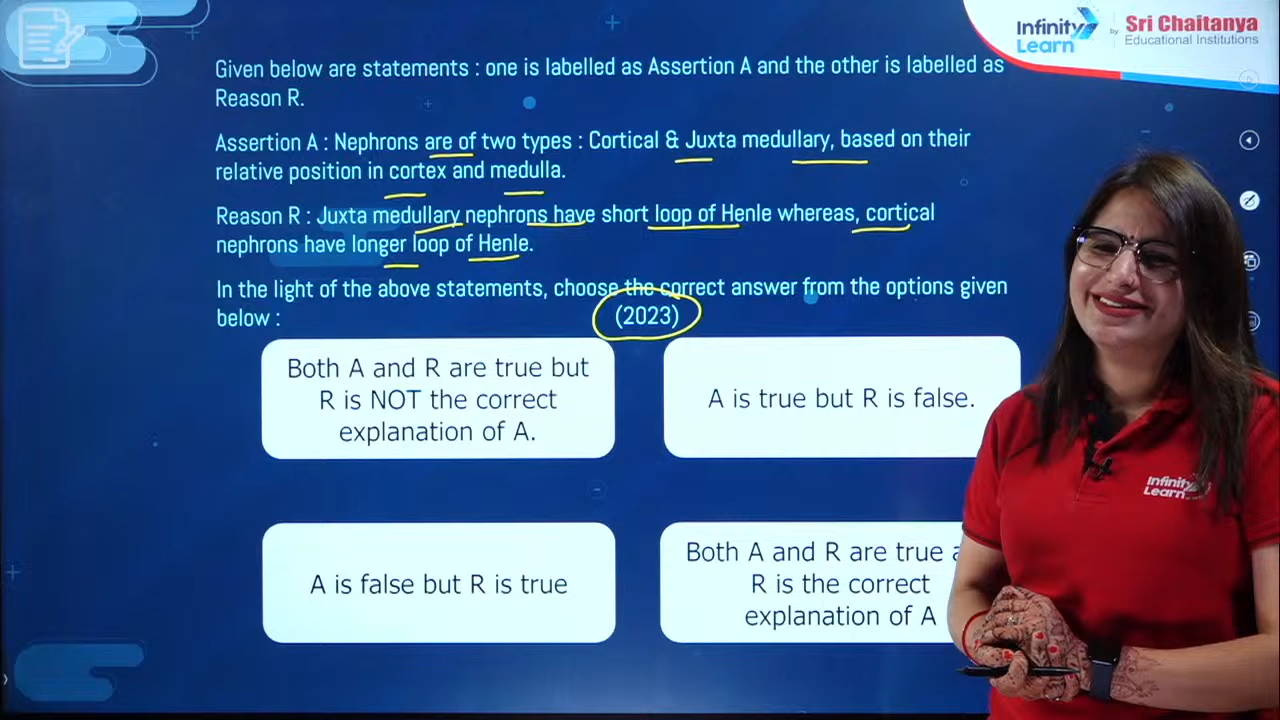 Infinity Learn by Sri Chaitanya Educational Institutions
Given below are statements : one is labelled as Assertion A and the other is labelled as
Reason R.
Assertion A : Nephrons are of two types : Cortical & Juxta medullary, based on their
relative position in cortex and medulla.
Reason R : Juxta medullary nephrons have short loop of Henle whereas, cortical
nephrons have longer loop of Henle.
In the light of the above statements, choose the correct answer from the options given
below :
(2023)
Both A and R are true but
R is NOT the correct
explanation of A.
A is true but R is false.
A is false but R is true
Both A and R are true
R is the correct
explanation of A
Infinity
Learn